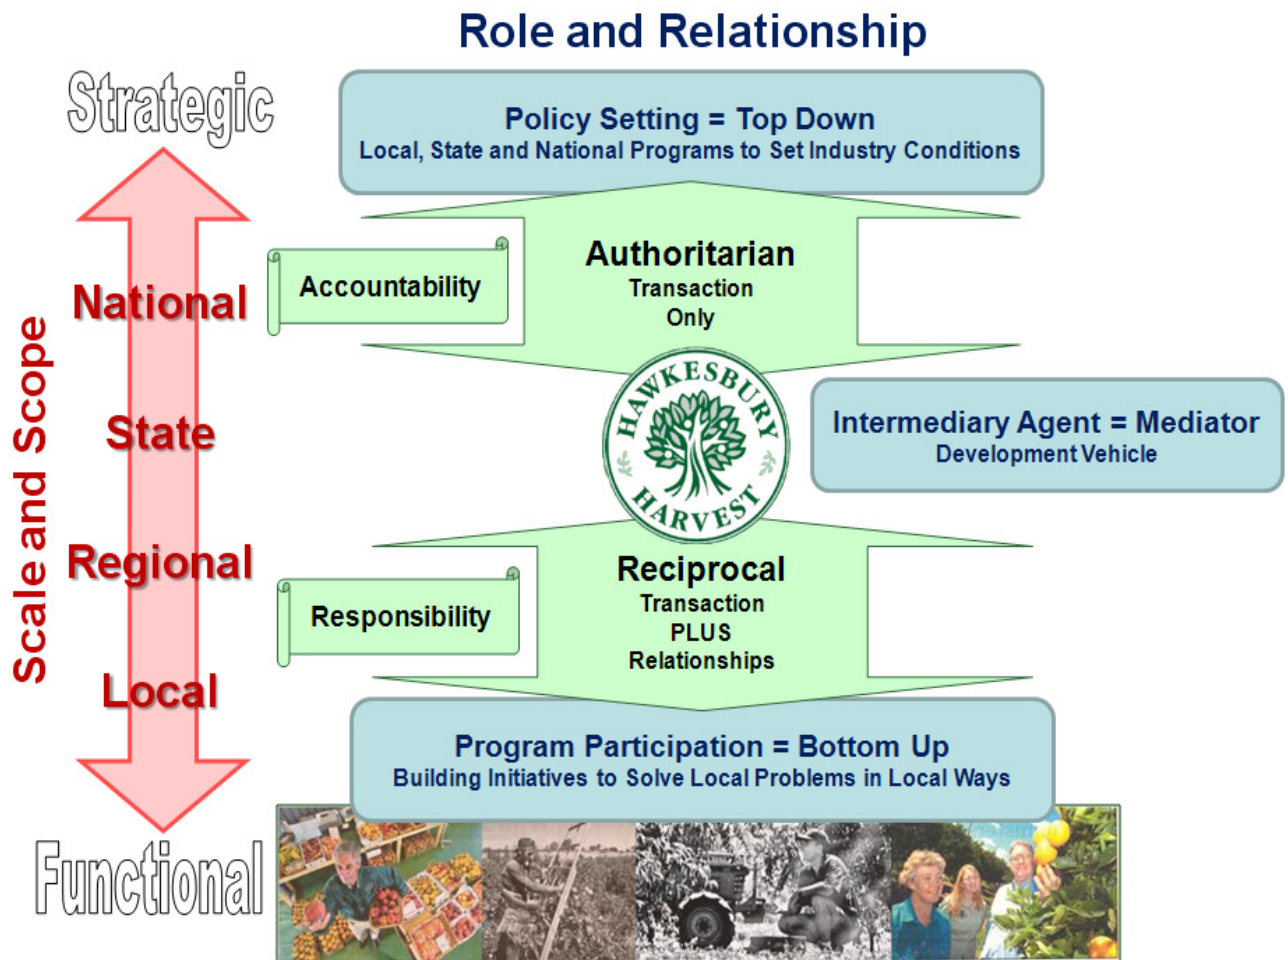 Role and Relationship
Strategic
Policy Setting = Top Down
Local, State and National Programs to Set Industry Conditions
Accountability
Authoritarian
Transaction
Only
National
State
Regional
Local
Scale and Scope
HAWKESBURY
HARVEST
Intermediary Agent = Mediator
Development Vehicle
Responsibility
Reciprocal
Transaction
PLUS
Relationships
Program Participation = Bottom Up
Building Initiatives to Solve Local Problems in Local Ways
Functional